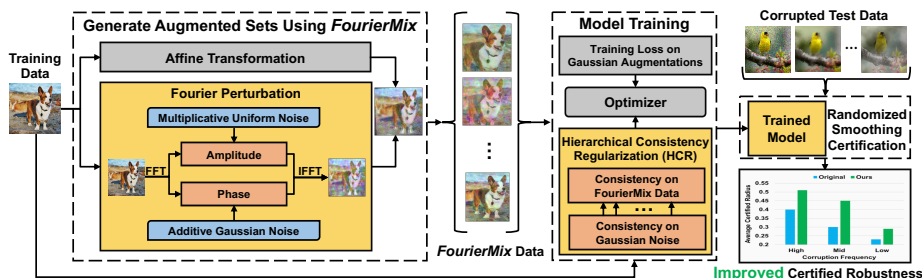 Generate Augmented Sets Using FourierMix
Training
Data
Affine Transformation
Fourier Perturbation
Multiplicative Uniform Noise
Amplitude
FFT
IFFT
Phase
Additive Gaussian Noise
FourierMix Data
Model Training
Training Loss on
Gaussian Augmentations
Optimizer
Hierarchical Consistency
Regularization (HCR)
Consistency on
FourierMix Data
...
Consistency on
Gaussian Noise
Corrupted Test Data
...
Trained
Model
Randomized
Smoothing
Certification
Original Ours
Average Certified Radius
0.55
0.5
0.45
0.4
0.35
0.3
0.25
0.2
High Mid Low
Corruption Frequency
Improved Certified Robustness